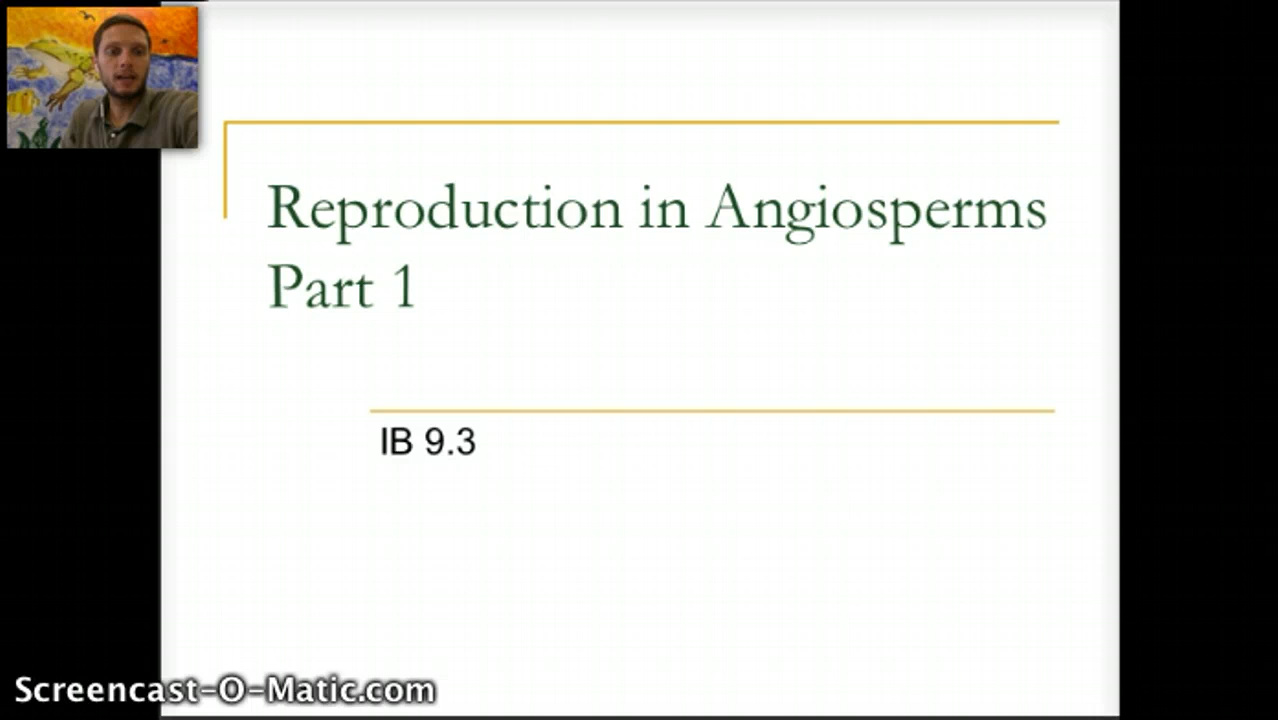 Reproduction in Angiosperms
Part 1
IB 9.3
Screencast-O-Matic.com